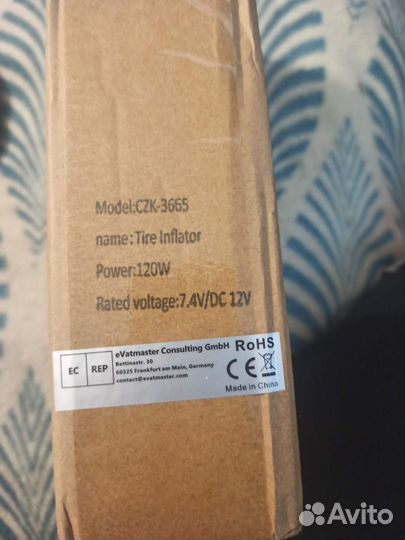 Model:CZK-3665
name:Tire Inflator
Power:120W
Rated voltage:7.4V/DC 12V
EC REP
eVatmaster Consulting GmbH
Bettinastr. 30
60325 Frankfurt am Main, Germany
contact@evatmaster.com
RoHS
CE
Made in China
Avito